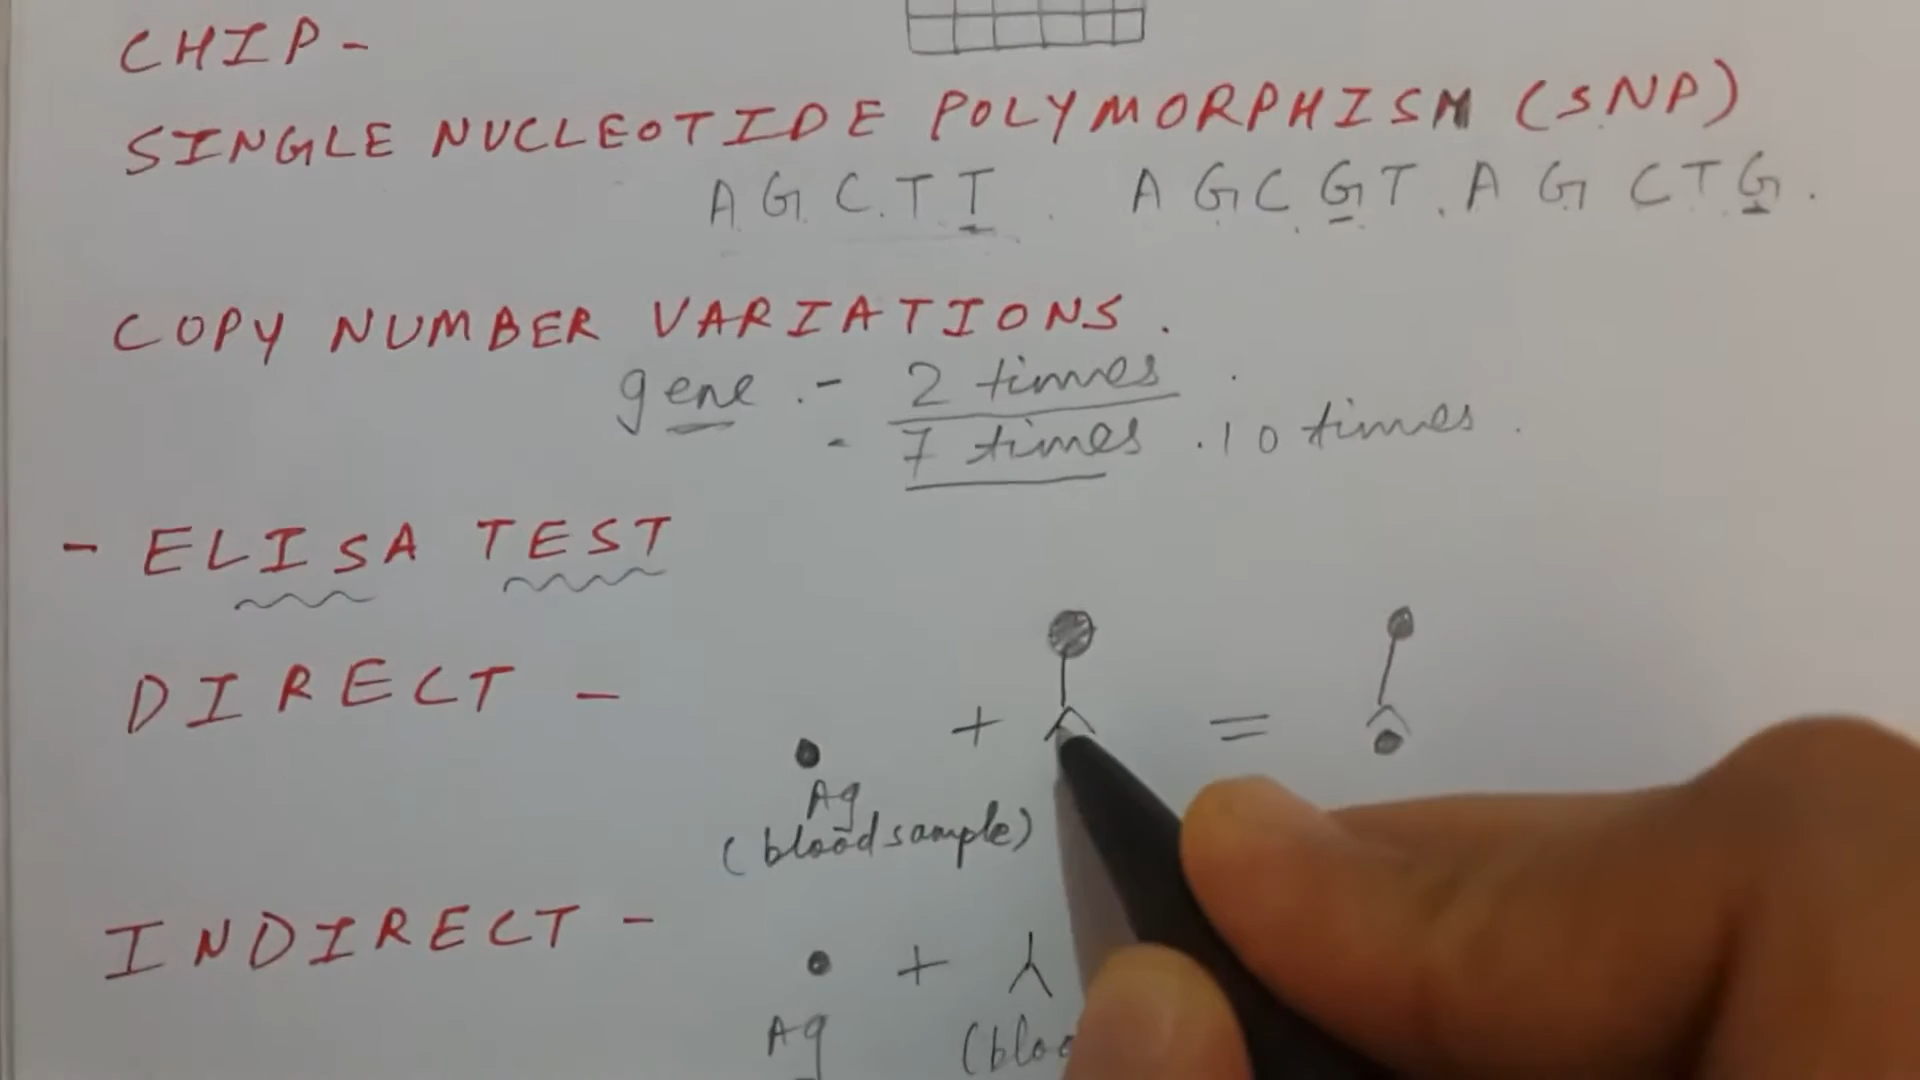 CHIP -
SINGLE NUCLEOTIDE POLYMORPHISM (SNP)
AGCTT. AGCGT. AGCTG.
COPY NUMBER VARIATIONS.
gene :- 2 times.
- 7 times. 10 times.
- ELISA TEST
DIRECT -
+ =
Ag
(blood sample)
INDIRECT -
+
Ag (bloo